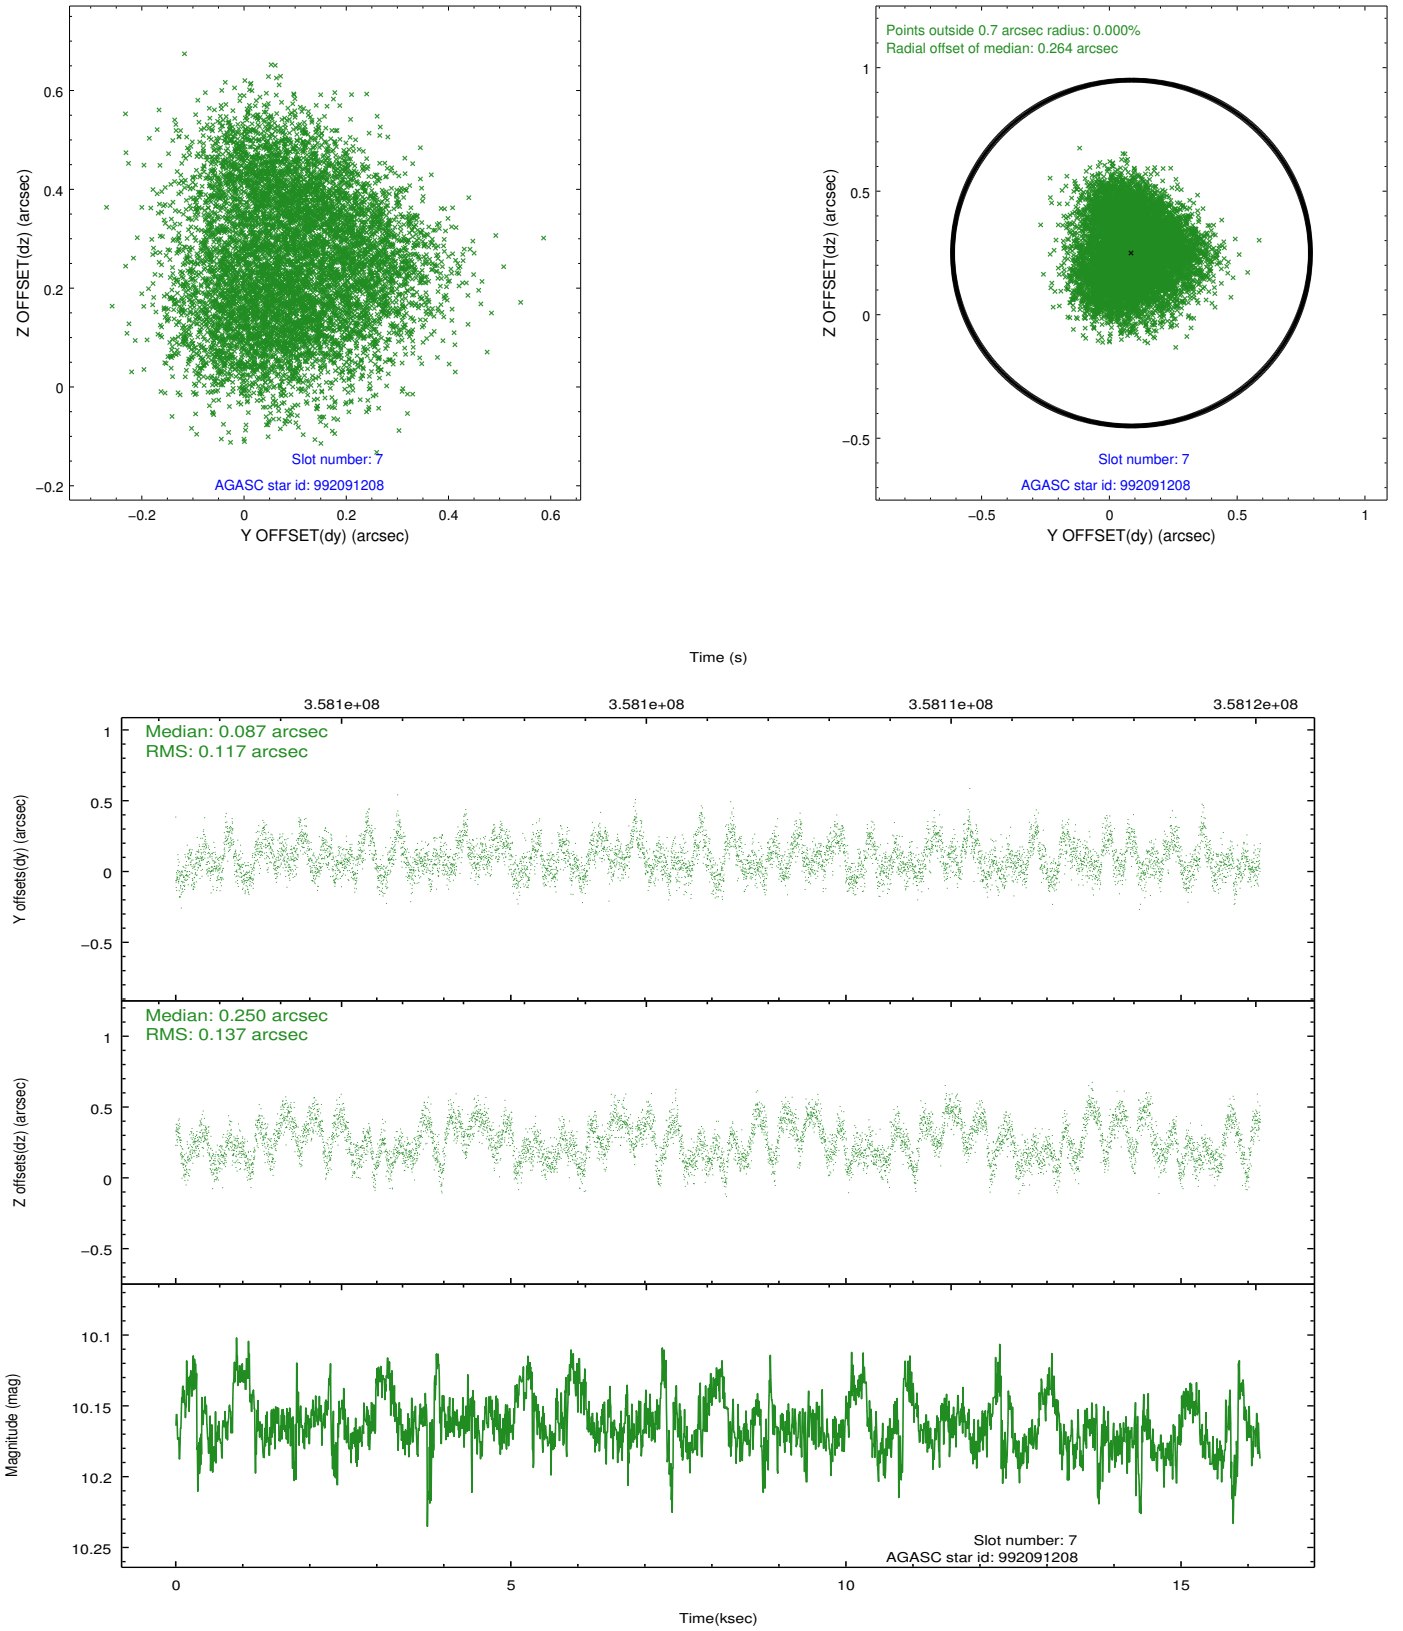 0.6
0.4
0.2
0
−0.2
Z OFFSET(dz) (arcsec)
Slot number: 7
AGASC star id: 992091208
−0.2 0 0.2 0.4 0.6
Y OFFSET(dy) (arcsec)
Points outside 0.7 arcsec radius: 0.000%
Radial offset of median: 0.264 arcsec
1
0.5
0
−0.5
Z OFFSET(dz) (arcsec)
Slot number: 7
AGASC star id: 992091208
−0.5 0 0.5 1
Y OFFSET(dy) (arcsec)
Time (s)
3.581e+08 3.581e+08 3.5811e+08 3.5812e+08
Median: 0.087 arcsec
RMS: 0.117 arcsec
1
0.5
0
−0.5
Y offsets(dy) (arcsec)
Median: 0.250 arcsec
RMS: 0.137 arcsec
1
0.5
0
−0.5
Z offsets(dz) (arcsec)
10.1
10.15
10.2
10.25
Magnitude (mag)
Slot number: 7
AGASC star id: 992091208
0 5 10 15
Time(ksec)